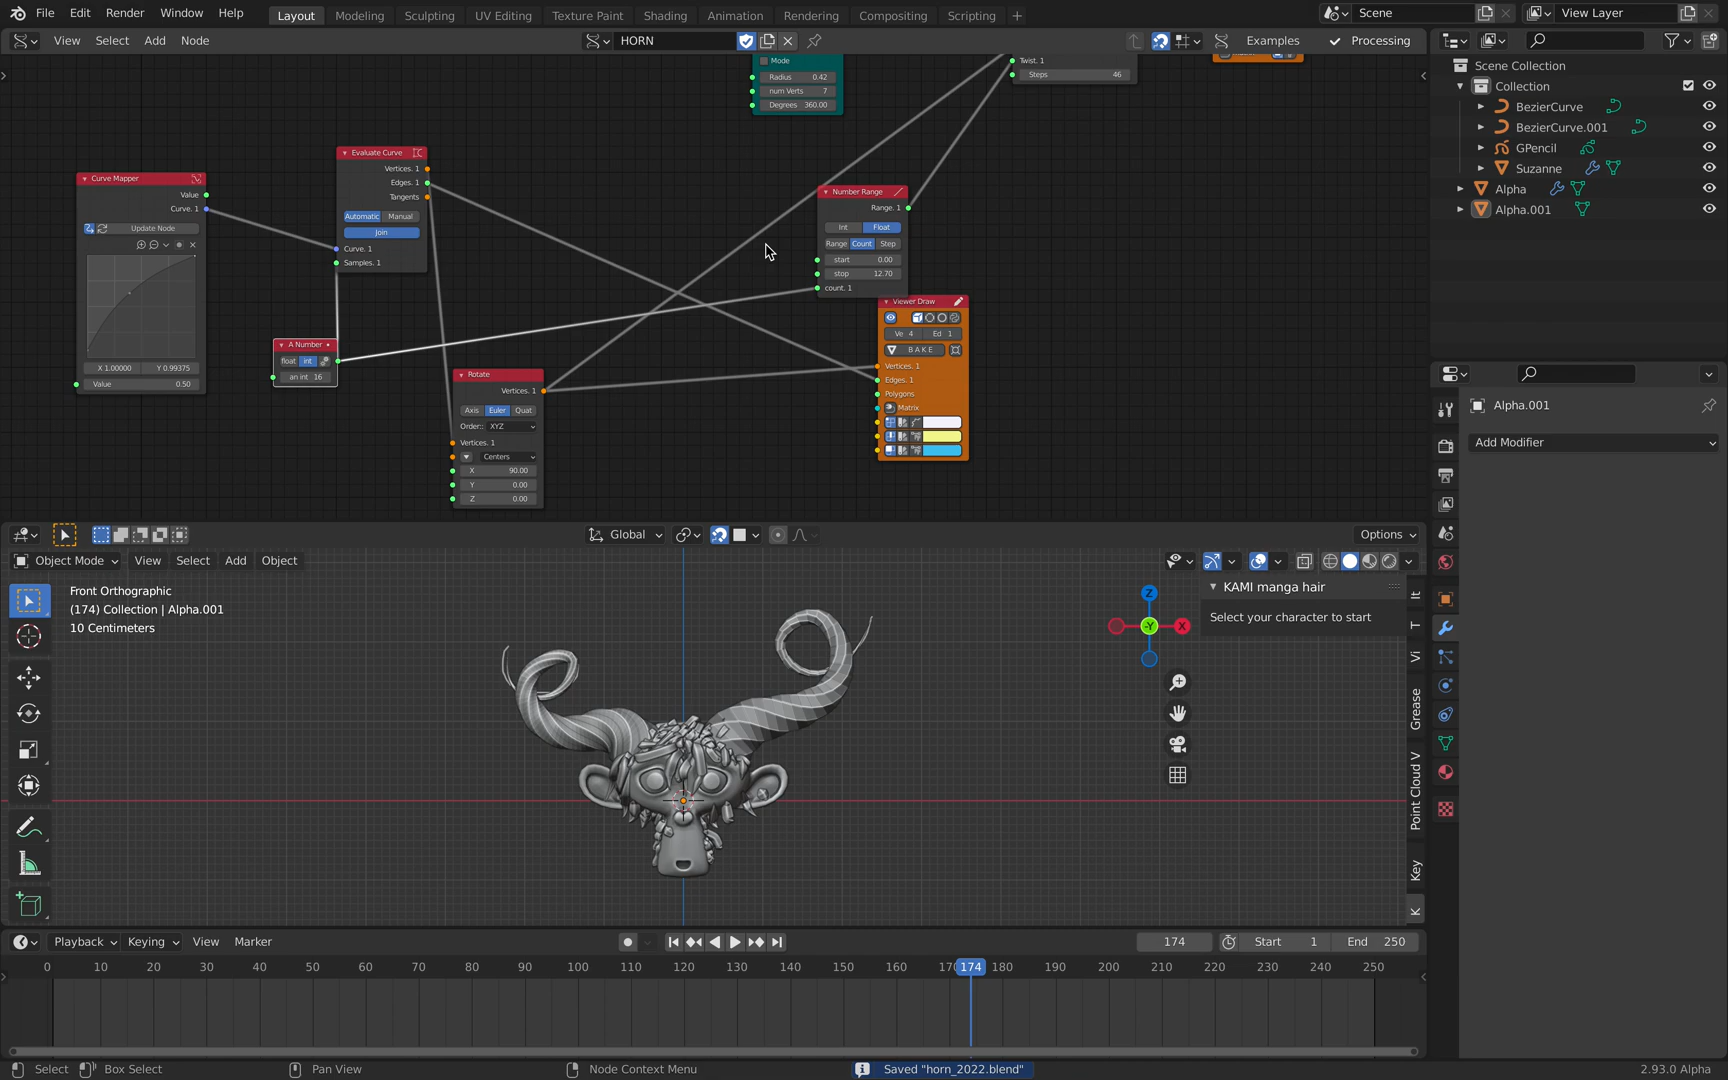 File Edit Render Window Help Layout Modeling Sculpting UV Editing Texture Paint Shading Animation Rendering Compositing Scripting + Scene View Layer
View Select Add Node HORN Examples Processing
Scene Collection
Collection
BezierCurve
BezierCurve.001
GPencil
Suzanne
Alpha
Alpha.001
Mode
Radius 0.42
num Verts 7
Degrees 360.00
Twist. 1
Steps 46
Curve Mapper
Value
Curve. 1
Update Node
X 1.00000 Y 0.99375
Value 0.50
Evaluate Curve
Vertices. 1
Edges. 1
Tangents
Automatic Manual
Join
Curve. 1
Samples. 1
A Number
float int
an int 16
Rotate
Vertices. 1
Axis Euler Quat
Order: XYZ
Vertices. 1
Centers
X 90.00
Y 0.00
Z 0.00
Number Range
Range. 1
Int Float
Range Count Step
start 0.00
stop 12.70
count. 1
Viewer Draw
Ve 4 Ed 1
BAKE
Vertices. 1
Edges. 1
Polygons
Matrix
Alpha.001
Add Modifier
Global Options
Object Mode View Select Add Object
Front Orthographic
(174) Collection | Alpha.001
10 Centimeters
Z
X
-Y
KAMI manga hair
Select your character to start
It
T
Vi
Grease
Point Cloud V
Key
K
Playback Keying View Marker 174 Start 1 End 250
0 10 20 30 40 50 60 70 80 90 100 110 120 130 140 150 160 17 174 180 190 200 210 220 230 240 250
Select Box Select Pan View Node Context Menu Saved "horn_2022.blend" 2.93.0 Alpha